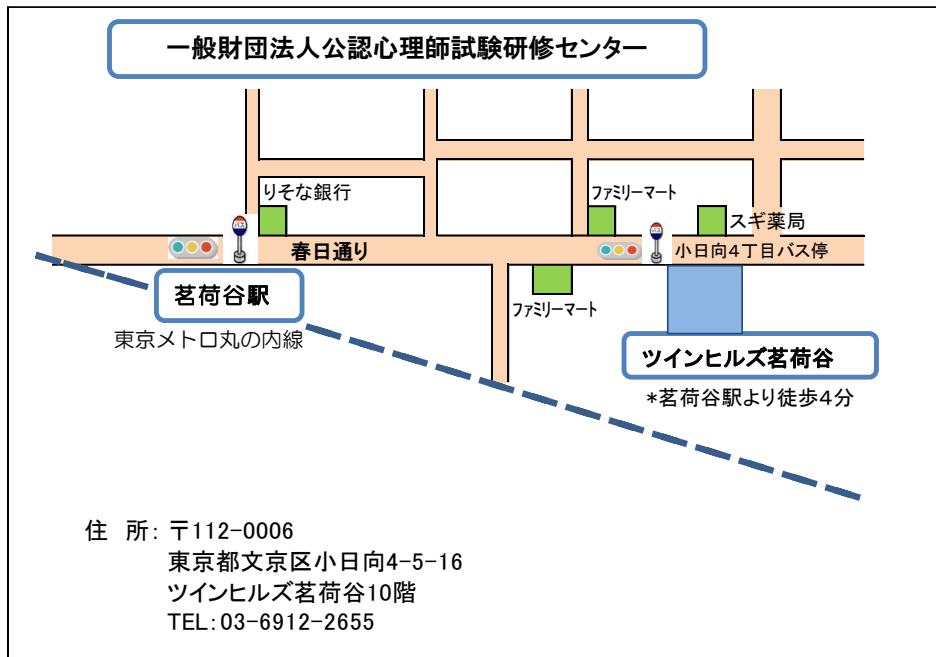 一般財団法人公認心理師試験研修センター
りそな銀行
ファミリーマート
スギ薬局
バス
バス
春日通り
小日向4丁目バス停
茗荷谷駅
ファミリーマート
東京メトロ丸の内線
ツインヒルズ茗荷谷
*茗荷谷駅より徒歩4分
住 所: 〒112-0006
東京都文京区小日向4-5-16
ツインヒルズ茗荷谷10階
TEL:03-6912-2655